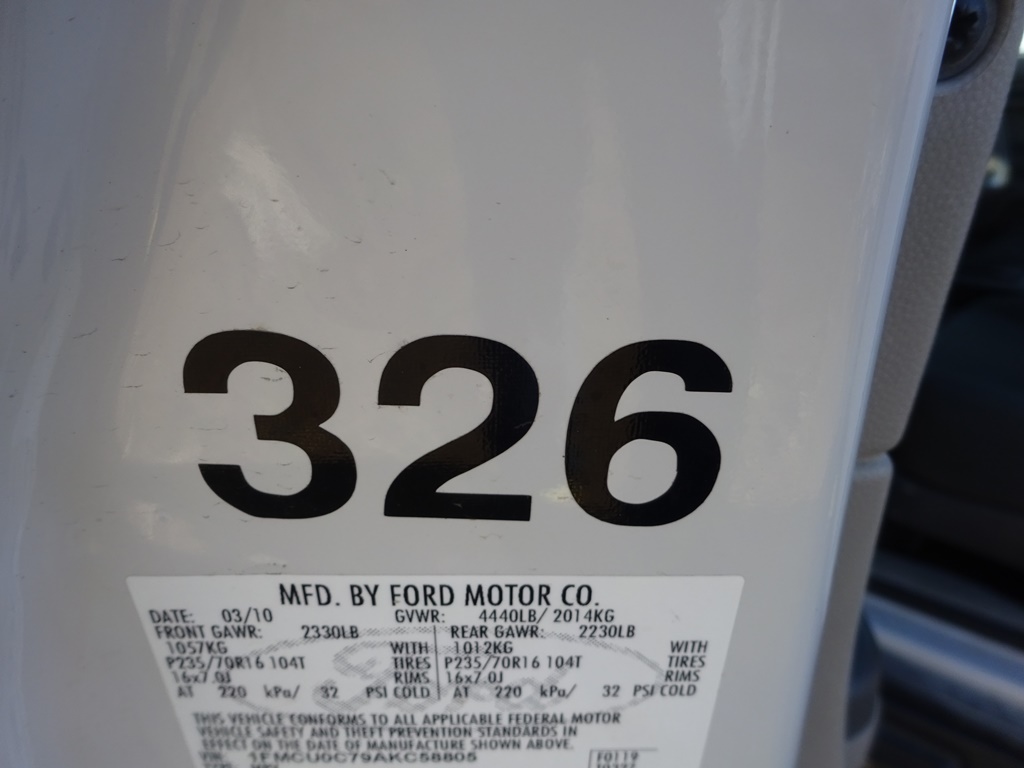 326
MFD. BY FORD MOTOR CO.
DATE: 03/10 GVWR: 4440LB/ 2014KG
FRONT GAWR: 2330LB REAR GAWR: 2230LB
1057KG WITH 1012KG WITH
P235/70R16 104T TIRES P235/70R16 104T TIRES
16x7.0J RIMS 16x7.0J RIMS
AT 220 kPa/ 32 PSI COLD AT 220 kPa/ 32 PSI COLD
THIS VEHICLE CONFORMS TO ALL APPLICABLE FEDERAL MOTOR
VEHICLE SAFETY AND THEFT PREVENTION STANDARDS IN
EFFECT ON THE DATE OF MANUFACTURE SHOWN ABOVE.
VIN: 1FMCU0C79AKC58805 F0119